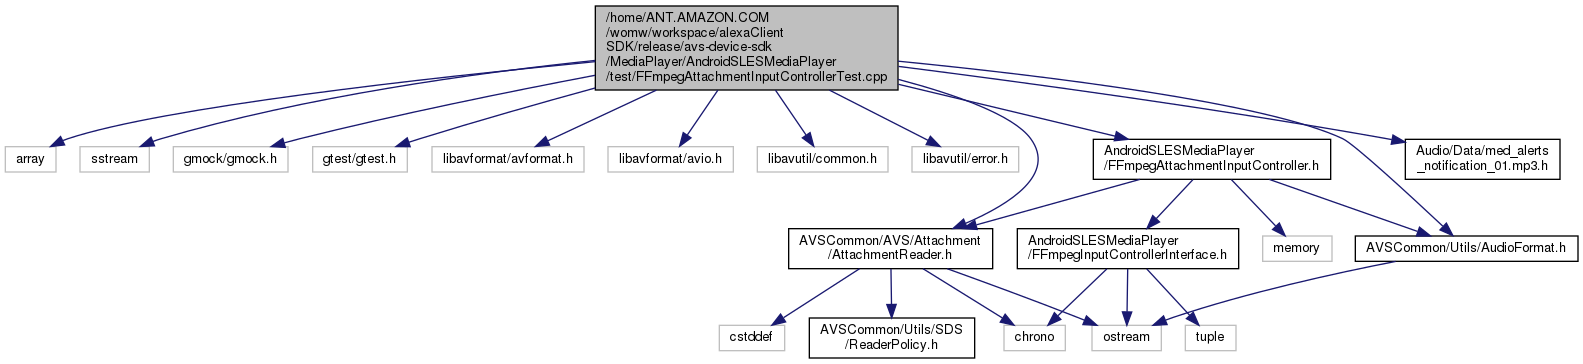 /home/ANT.AMAZON.COM
/womw/workspace/alexaClient
SDK/release/avs-device-sdk
/MediaPlayer/AndroidSLESMediaPlayer
/test/FFmpegAttachmentInputControllerTest.cpp
array
sstream
gmock/gmock.h
gtest/gtest.h
libavformat/avformat.h
libavformat/avio.h
libavutil/common.h
libavutil/error.h
AndroidSLESMediaPlayer
/FFmpegAttachmentInputController.h
Audio/Data/med_alerts
_notification_01.mp3.h
AVSCommon/AVS/Attachment
/AttachmentReader.h
AndroidSLESMediaPlayer
/FFmpegInputControllerInterface.h
memory
AVSCommon/Utils/AudioFormat.h
cstddef
AVSCommon/Utils/SDS
/ReaderPolicy.h
chrono
ostream
tuple